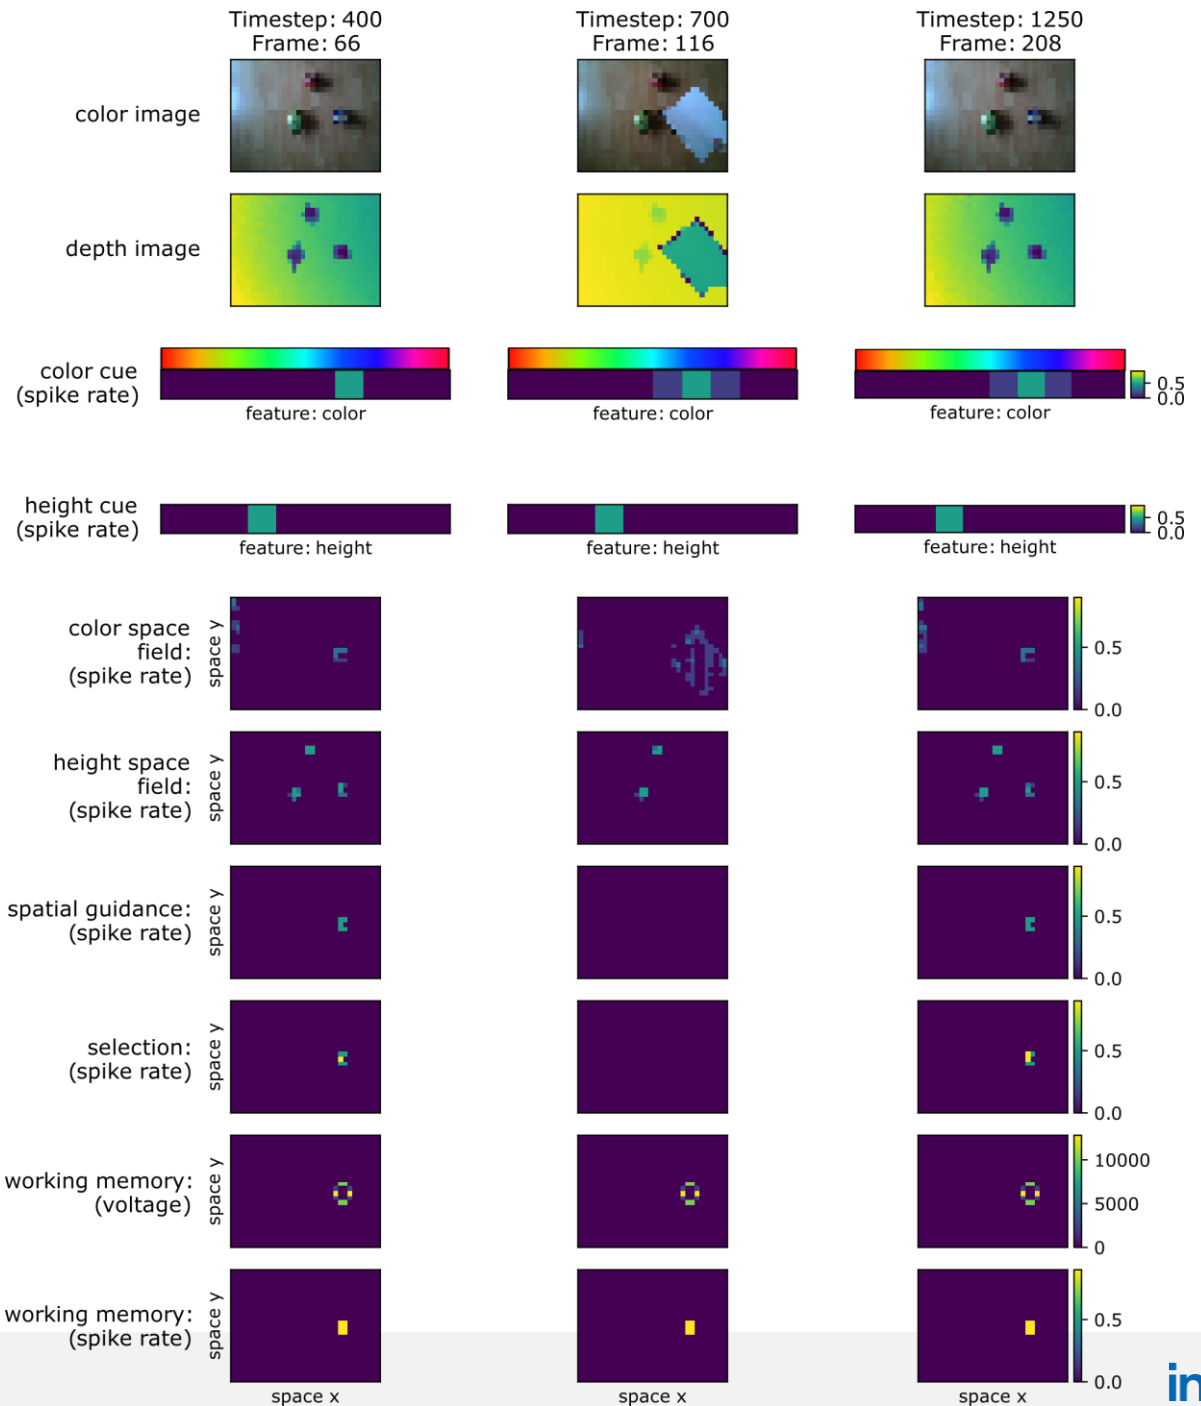 Timestep: 400
Frame: 66
Timestep: 700
Frame: 116
Timestep: 1250
Frame: 208
color image
depth image
color cue
(spike rate)
feature: color
feature: color
feature: color
0.5
0.0
height cue
(spike rate)
feature: height
feature: height
feature: height
0.5
0.0
color space
field:
(spike rate)
space y
0.5
0.0
height space
field:
(spike rate)
space y
0.5
0.0
spatial guidance:
(spike rate)
space y
0.5
0.0
selection:
(spike rate)
space y
0.5
0.0
working memory:
(voltage)
space y
10000
5000
0
working memory:
(spike rate)
space y
0.5
0.0
space x
space x
space x